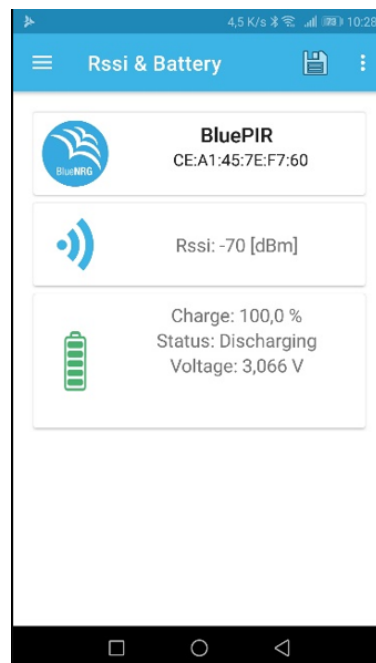 4,5 K/s 77 10:28
Rssi & Battery
BluePIR
CE:A1:45:7E:F7:60
BlueNRG
Rssi: -70 [dBm]
Charge: 100,0 %
Status: Discharging
Voltage: 3,066 V